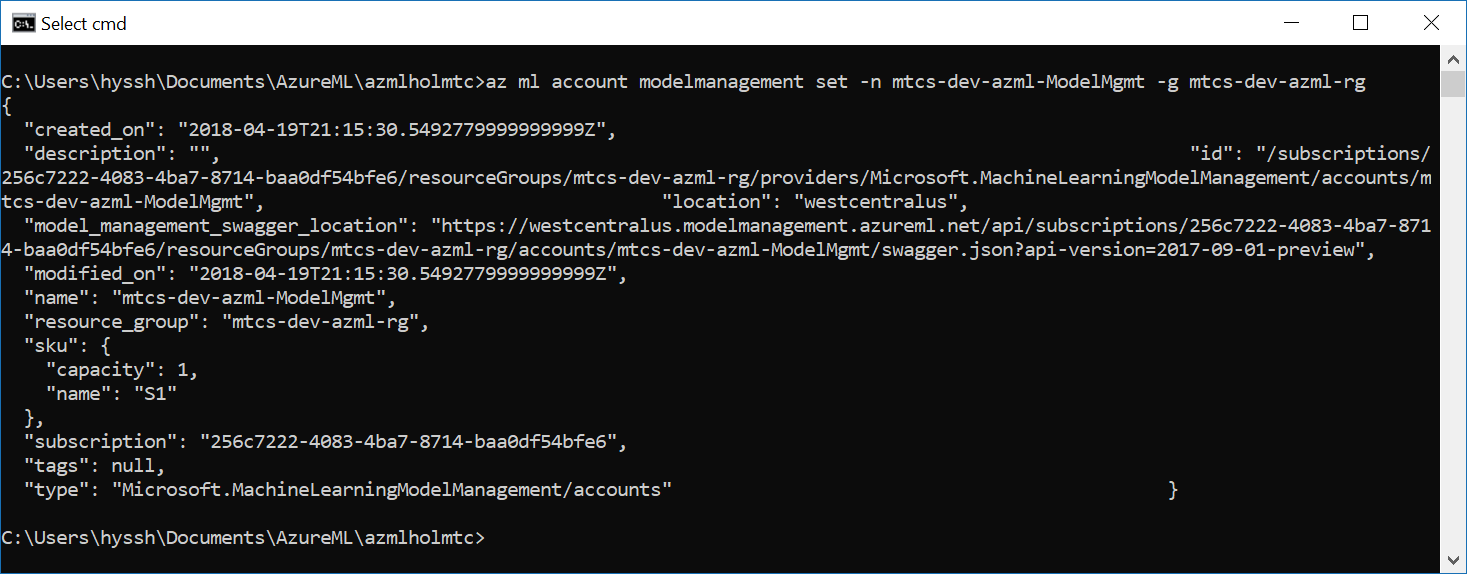 Select cmd
C:\Users\hyssh\Documents\AzureML\azmlholmtc>az ml account modelmanagement set -n mtcs-dev-azml-ModelMgmt -g mtcs-dev-azml-rg
{
  "created_on": "2018-04-19T21:15:30.54927799999999999Z",
  "description": "", "id": "/subscriptions/
256c7222-4083-4ba7-8714-baa0df54bfe6/resourceGroups/mtcs-dev-azml-rg/providers/Microsoft.MachineLearningModelManagement/accounts/m
tcs-dev-azml-ModelMgmt", "location": "westcentralus",
  "model_management_swagger_location": "https://westcentralus.modelmanagement.azureml.net/api/subscriptions/256c7222-4083-4ba7-871
4-baa0df54bfe6/resourceGroups/mtcs-dev-azml-rg/accounts/mtcs-dev-azml-ModelMgmt/swagger.json?api-version=2017-09-01-preview",
  "modified_on": "2018-04-19T21:15:30.54927799999999999Z",
  "name": "mtcs-dev-azml-ModelMgmt",
  "resource_group": "mtcs-dev-azml-rg",
  "sku": {
    "capacity": 1,
    "name": "S1"
  },
  "subscription": "256c7222-4083-4ba7-8714-baa0df54bfe6",
  "tags": null,
  "type": "Microsoft.MachineLearningModelManagement/accounts" }
C:\Users\hyssh\Documents\AzureML\azmlholmtc>